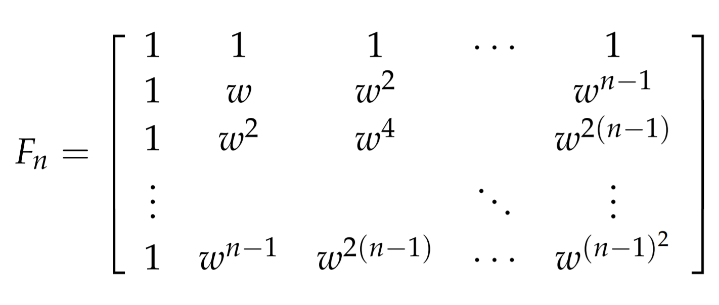 F_n = [ 1 1 1 ⋯ 1
1 w w^2 w^{n−1}
1 w^2 w^4 w^{2(n−1)}
⋮ ⋱ ⋮
1 w^{n−1} w^{2(n−1)} ⋯ w^{(n−1)^2} ]